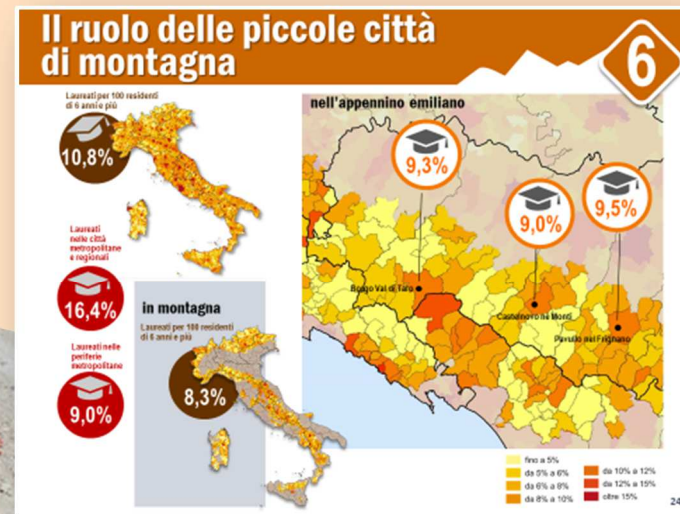 Il ruolo delle piccole città
di montagna
6
Laureati per 100 residenti
di 6 anni e più
10,8%
Laureati
nelle città
metropolitane
e regionali
16,4%
Laureati nelle
periferie
metropolitane
9,0%
in montagna
Laureati per 100 residenti
di 6 anni e più
8,3%
nell'appennino emiliano
9,3%
9,0%
9,5%
Borgo Val di Taro
Castelnovo ne Monti
Pavullo nel Frignano
fino a 5%
da 5% a 6%
da 6% a 8%
da 8% a 10%
da 10% a 12%
da 12% a 15%
oltre 15%
24